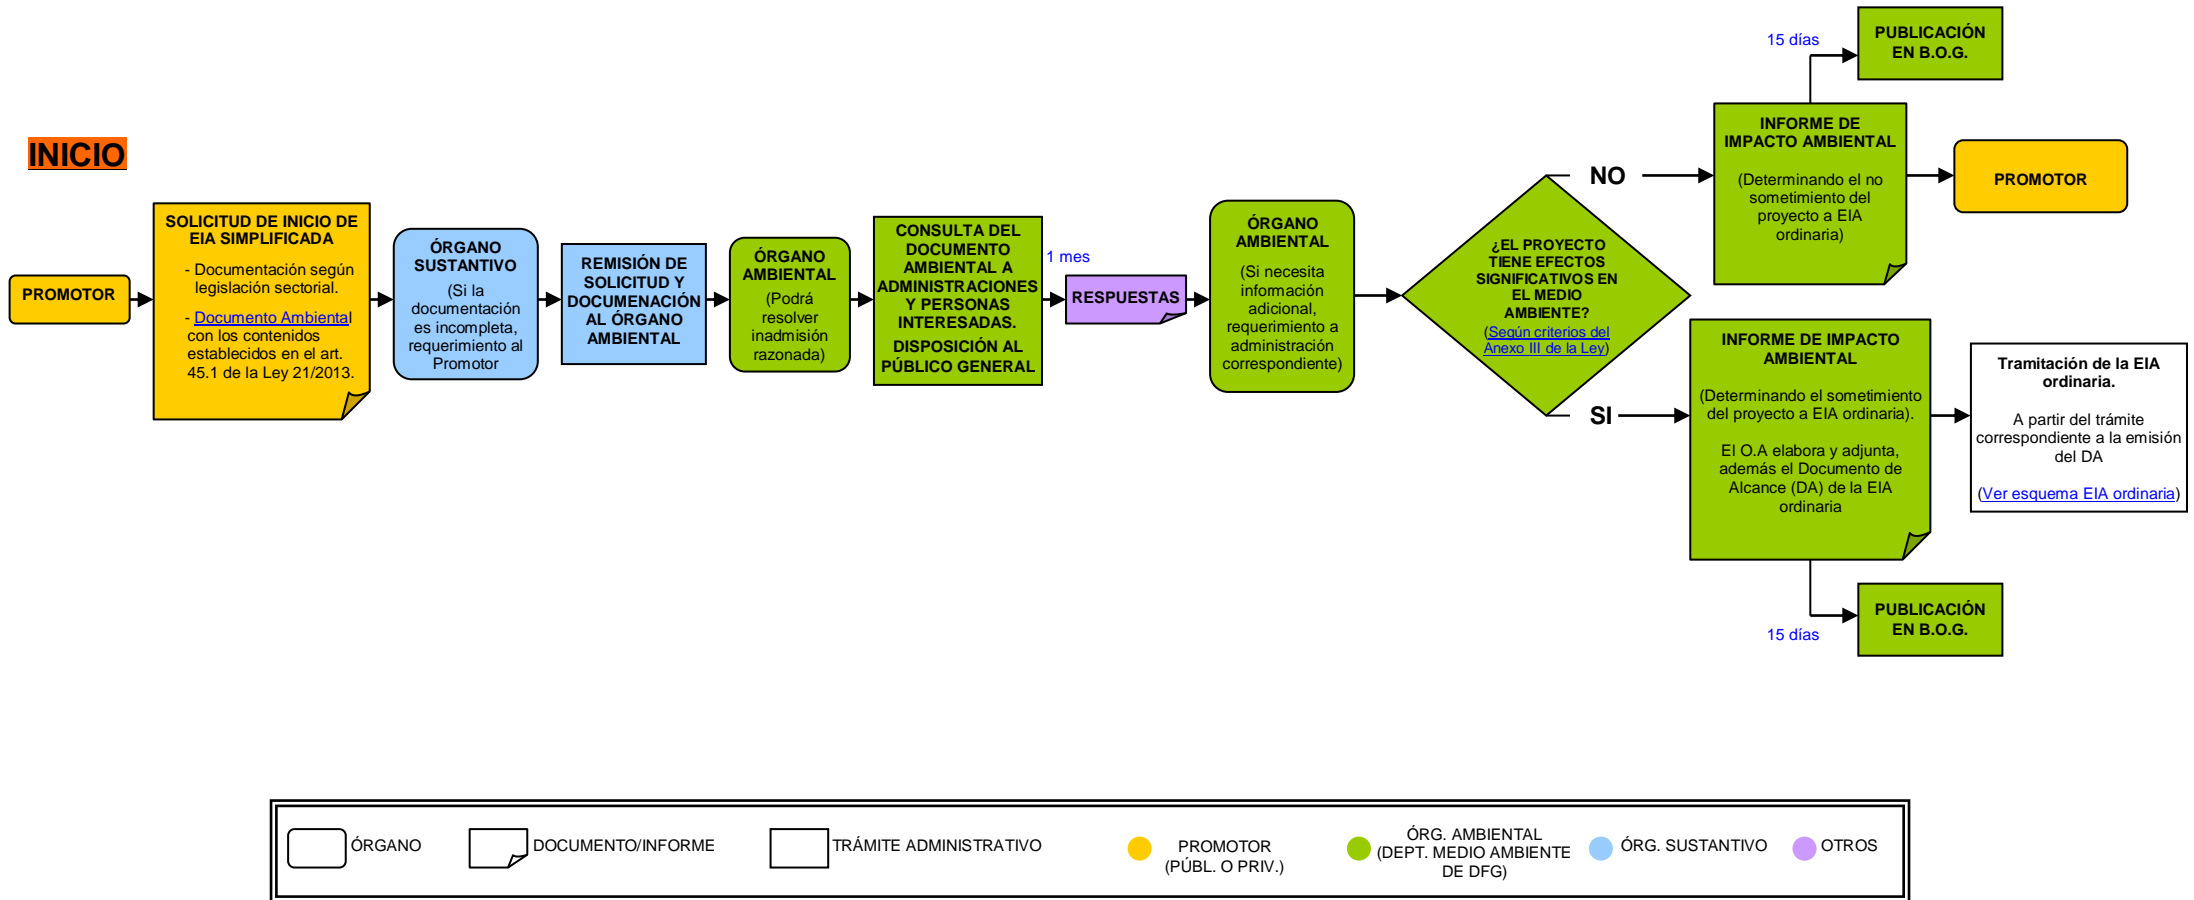 INICIO
PROMOTOR
SOLICITUD DE INICIO DE
EIA SIMPLIFICADA
- Documentación según
legislación sectorial.
- Documento Ambiental
con los contenidos
establecidos en el art.
45.1 de la Ley 21/2013.
ÓRGANO
SUSTANTIVO
(Si la
documentación
es incompleta,
requerimiento al
Promotor
REMISIÓN DE
SOLICITUD Y
DOCUMENACIÓN
AL ÓRGANO
AMBIENTAL
ÓRGANO
AMBIENTAL
(Podrá
resolver
inadmisión
razonada)
CONSULTA DEL
DOCUMENTO
AMBIENTAL A
ADMINISTRACIONES
Y PERSONAS
INTERESADAS.
DISPOSICIÓN AL
PÚBLICO GENERAL
1 mes
RESPUESTAS
ÓRGANO
AMBIENTAL
(Si necesita
información
adicional,
requerimiento a
administración
correspondiente)
¿EL PROYECTO
TIENE EFECTOS
SIGNIFICATIVOS EN
EL MEDIO
AMBIENTE?
(Según criterios del
Anexo III de la Ley)
NO
INFORME DE
IMPACTO AMBIENTAL
(Determinando el no
sometimiento del
proyecto a EIA
ordinaria)
15 días
PUBLICACIÓN
EN B.O.G.
PROMOTOR
SI
INFORME DE IMPACTO
AMBIENTAL
(Determinando el sometimiento
del proyecto a EIA ordinaria).
El O.A elabora y adjunta,
además el Documento de
Alcance (DA) de la EIA
ordinaria
Tramitación de la EIA
ordinaria.
A partir del trámite
correspondiente a la emisión
del DA
(Ver esquema EIA ordinaria)
15 días
PUBLICACIÓN
EN B.O.G.
ÓRGANO
DOCUMENTO/INFORME
TRÁMITE ADMINISTRATIVO
PROMOTOR
(PÚBL. O PRIV.)
ÓRG. AMBIENTAL
(DEPT. MEDIO AMBIENTE
DE DFG)
ÓRG. SUSTANTIVO
OTROS